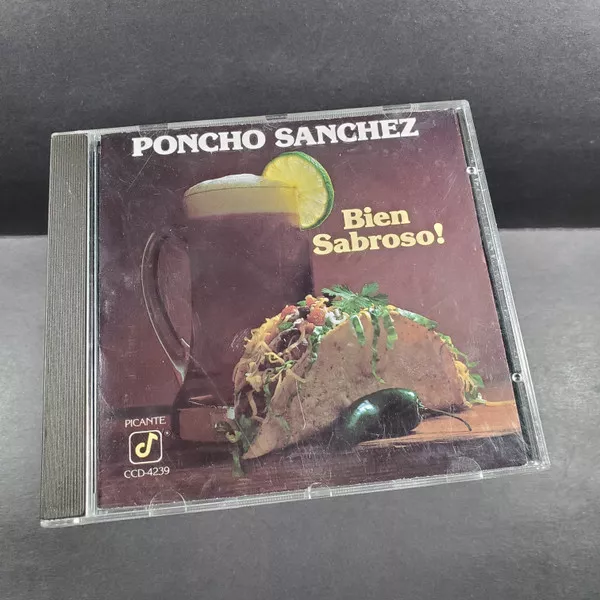 PONCHO SANCHEZ
Bien
Sabroso!
PICANTE
CCD-4239